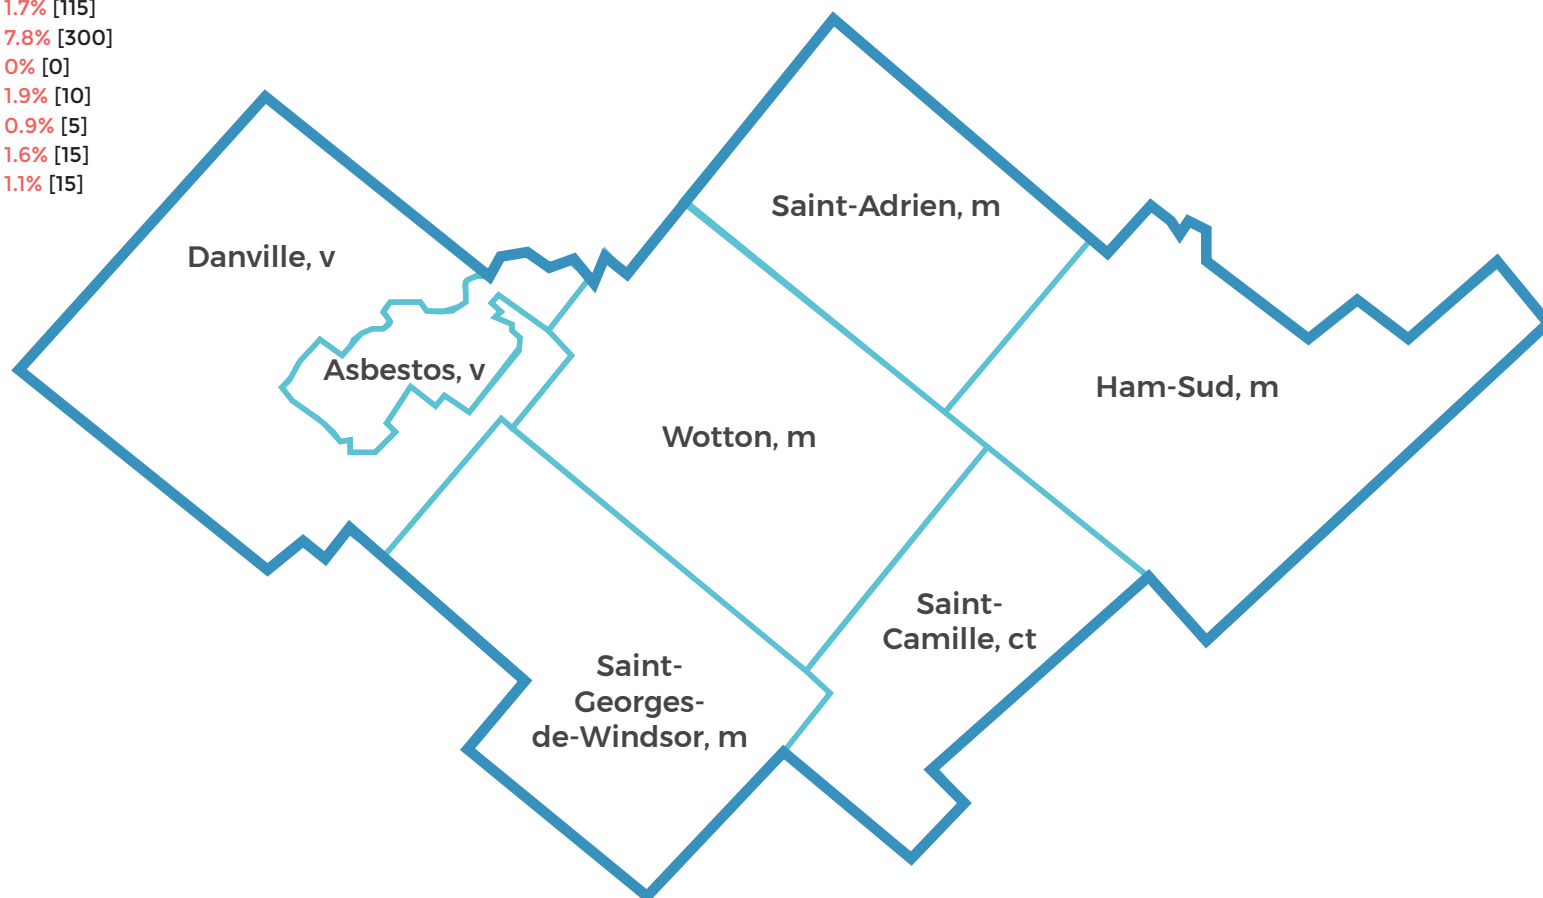 1.7% [115]
7.8% [300]
0% [0]
1.9% [10]
0.9% [5]
1.6% [15]
1.1% [15]
Saint-Adrien, m
Danville, v
Asbestos, v
Ham-Sud, m
Wotton, m
Saint-
Camille, ct
Saint-
Georges-
de-Windsor, m